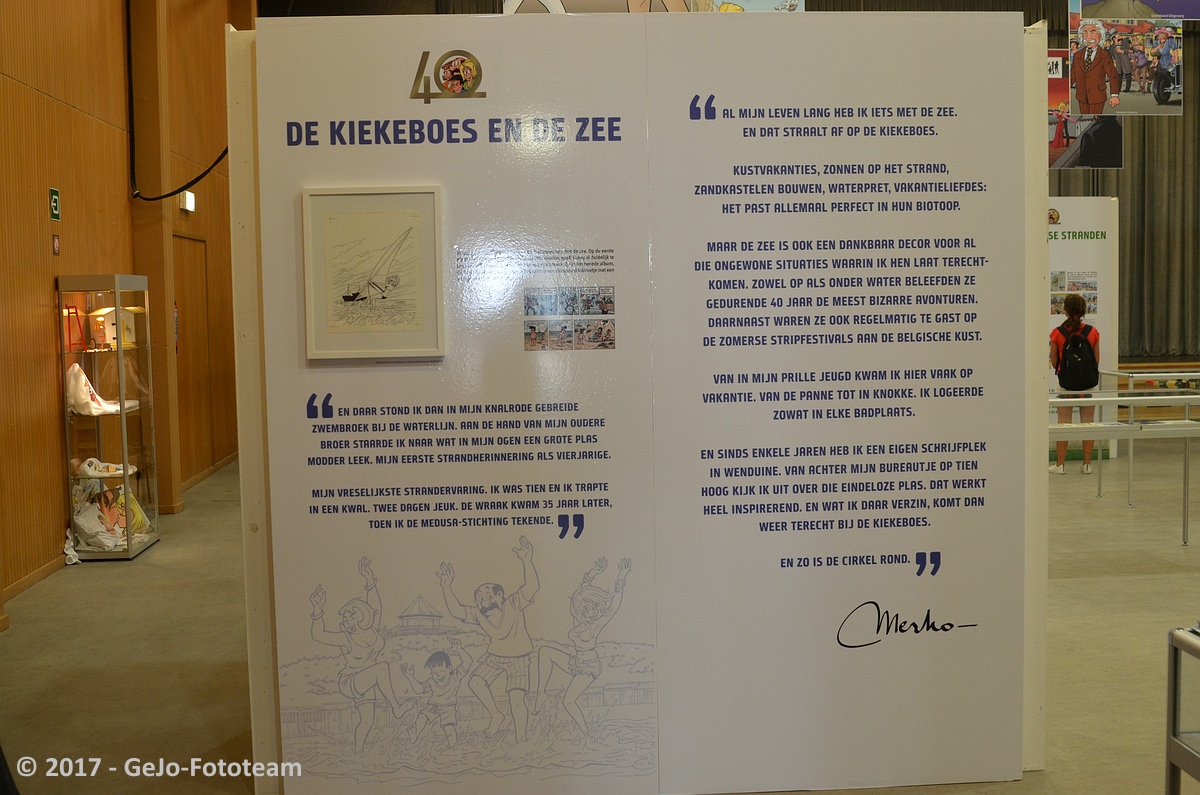 40
DE KIEKEBOES EN DE ZEE
❝ EN DAAR STOND IK DAN IN MIJN KNALRODE GEBREIDE
ZWEMBROEK BIJ DE WATERLIJN. AAN DE HAND VAN MIJN OUDERE
BROER STAARDE IK NAAR WAT IN MIJN OGEN EEN GROTE PLAS
MODDER LEEK. MIJN EERSTE STRANDHERINNERING ALS VIERJARIGE.
MIJN VRESELIJKSTE STRANDERVARING. IK WAS TIEN EN IK TRAPTE
IN EEN KWAL. TWEE DAGEN JEUK. DE WRAAK KWAM 35 JAAR LATER,
TOEN IK DE MEDUSA-STICHTING TEKENDE. ❞
❝ AL MIJN LEVEN LANG HEB IK IETS MET DE ZEE.
EN DAT STRAALT AF OP DE KIEKEBOES.
KUSTVAKANTIES, ZONNEN OP HET STRAND,
ZANDKASTELEN BOUWEN, WATERPRET, VAKANTIELIEFDES:
HET PAST ALLEMAAL PERFECT IN HUN BIOTOOP.
MAAR DE ZEE IS OOK EEN DANKBAAR DECOR VOOR AL
DIE ONGEWONE SITUATIES WAARIN IK HEN LAAT TERECHT-
KOMEN. ZOWEL OP ALS ONDER WATER BELEEFDEN ZE
GEDURENDE 40 JAAR DE MEEST BIZARRE AVONTUREN.
DAARNAAST WAREN ZE OOK REGELMATIG TE GAST OP
DE ZOMERSE STRIPFESTIVALS AAN DE BELGISCHE KUST.
VAN IN MIJN PRILLE JEUGD KWAM IK HIER VAAK OP
VAKANTIE. VAN DE PANNE TOT IN KNOKKE. IK LOGEERDE
ZOWAT IN ELKE BADPLAATS.
EN SINDS ENKELE JAREN HEB IK EEN EIGEN SCHRIJFPLEK
IN WENDUINE. VAN ACHTER MIJN BUREAUTJE OP TIEN
HOOG KIJK IK UIT OVER DIE EINDELOZE PLAS. DAT WERKT
HEEL INSPIREREND. EN WAT IK DAAR VERZIN, KOMT DAN
WEER TERECHT BIJ DE KIEKEBOES.
EN ZO IS DE CIRKEL ROND. ❞
Merho
SE STRANDEN
© 2017 - GeJo-Fototeam